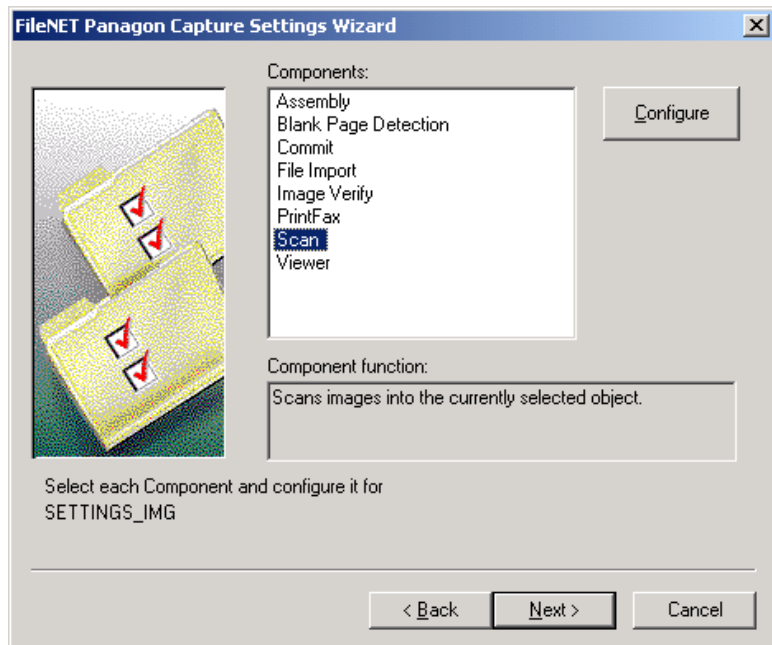 FileNET Panagon Capture Settings Wizard
Components:
Assembly
Blank Page Detection
Commit
File Import
Image Verify
PrintFax
Scan
Viewer
Configure
Component function:
Scans images into the currently selected object.
Select each Component and configure it for
SETTINGS_IMG
< Back
Next >
Cancel